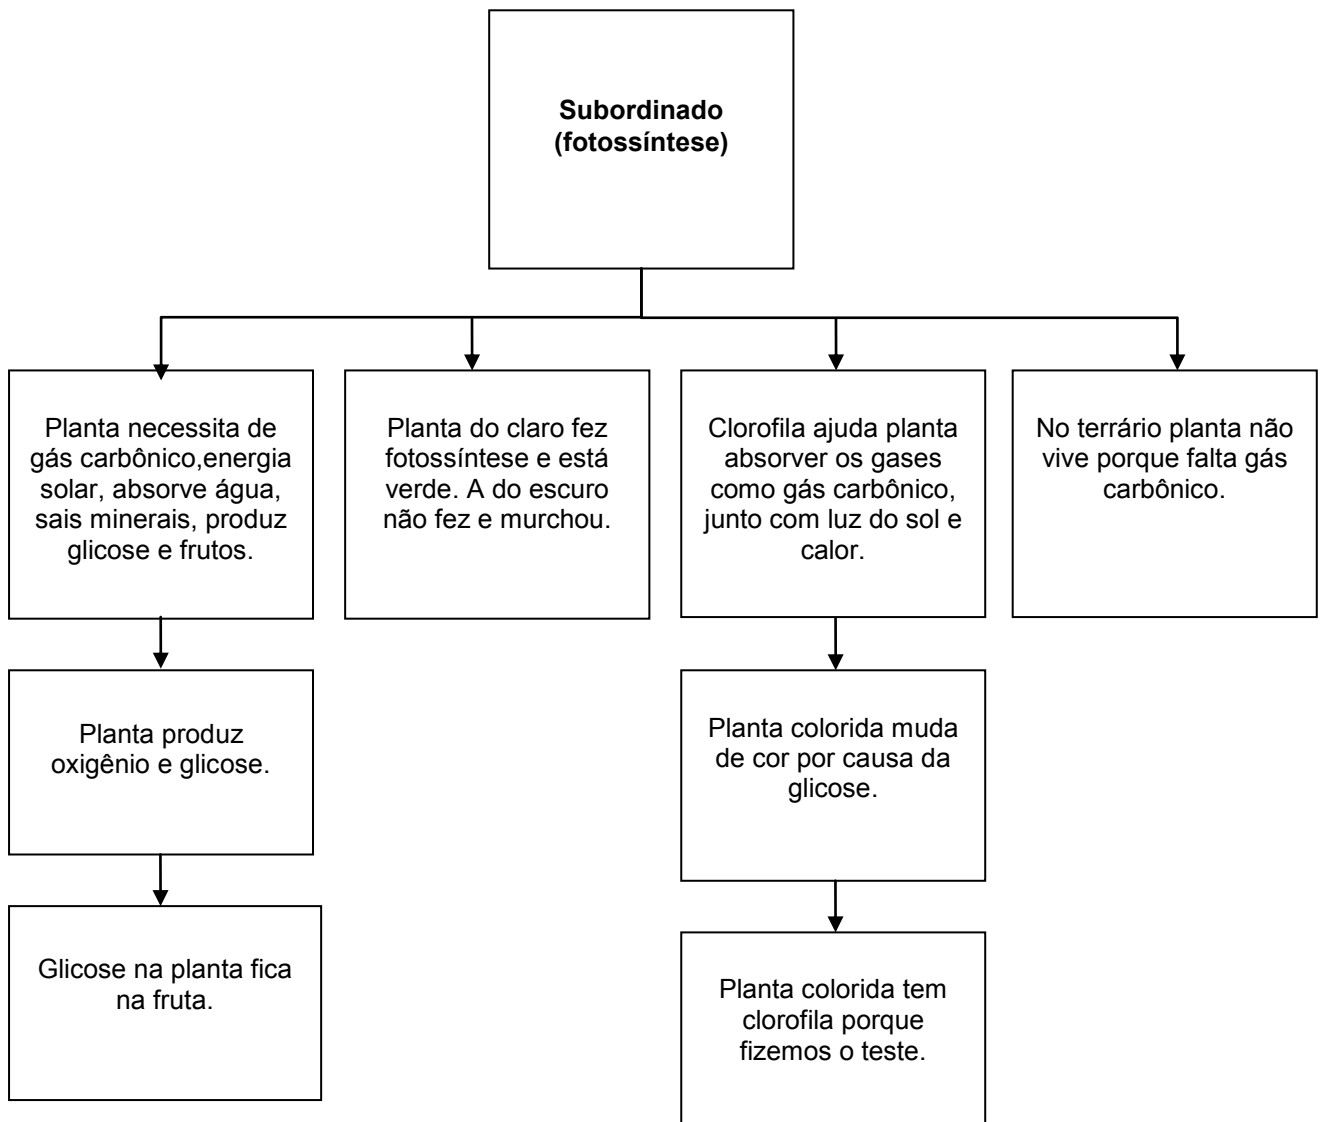 Subordinado
(fotossíntese)
Planta necessita de
gás carbônico,energia
solar, absorve água,
sais minerais, produz
glicose e frutos.
Planta do claro fez
fotossíntese e está
verde. A do escuro
não fez e murchou.
Clorofila ajuda planta
absorver os gases
como gás carbônico,
junto com luz do sol e
calor.
No terrário planta não
vive porque falta gás
carbônico.
Planta produz
oxigênio e glicose.
Planta colorida muda
de cor por causa da
glicose.
Glicose na planta fica
na fruta.
Planta colorida tem
clorofila porque
fizemos o teste.